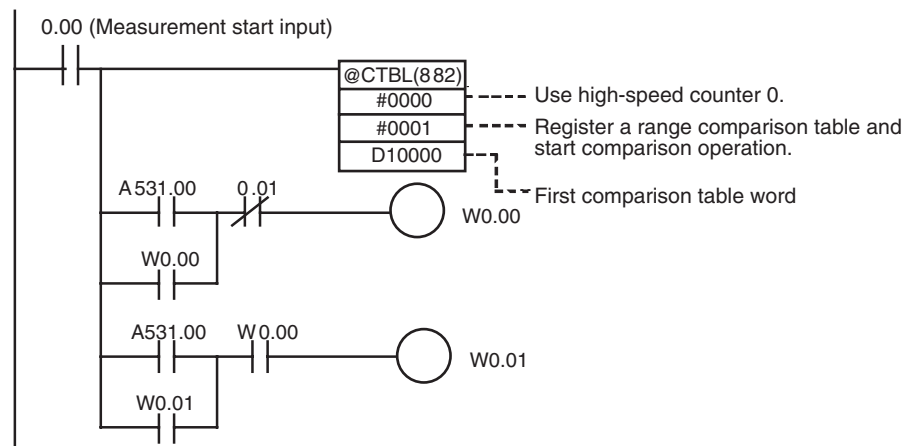 0.00 (Measurement start input)
@CTBL(882)
#0000
Use high-speed counter 0.
#0001
Register a range comparison table and
start comparison operation.
D10000
First comparison table word
A531.00
0.01
W0.00
W0.00
A531.00
W0.00
W0.01
W0.01